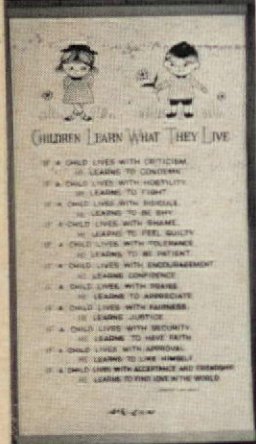 CHILDREN LEARN WHAT THEY LIVE
IF A CHILD LIVES WITH CRITICISM,
HE LEARNS TO CONDEMN.
IF A CHILD LIVES WITH HOSTILITY,
HE LEARNS TO FIGHT.
IF A CHILD LIVES WITH RIDICULE,
HE LEARNS TO BE SHY.
IF A CHILD LIVES WITH SHAME,
HE LEARNS TO FEEL GUILTY.
IF A CHILD LIVES WITH TOLERANCE,
HE LEARNS TO BE PATIENT.
IF A CHILD LIVES WITH ENCOURAGEMENT
HE LEARNS CONFIDENCE.
IF A CHILD LIVES WITH PRAISE,
HE LEARNS TO APPRECIATE.
IF A CHILD LIVES WITH FAIRNESS,
HE LEARNS JUSTICE.
IF A CHILD LIVES WITH SECURITY,
HE LEARNS TO HAVE FAITH.
IF A CHILD LIVES WITH APPROVAL,
HE LEARNS TO LIKE HIMSELF.
IF A CHILD LIVES WITH ACCEPTANCE AND FRIENDSHIP
HE LEARNS TO FIND LOVE IN THE WORLD